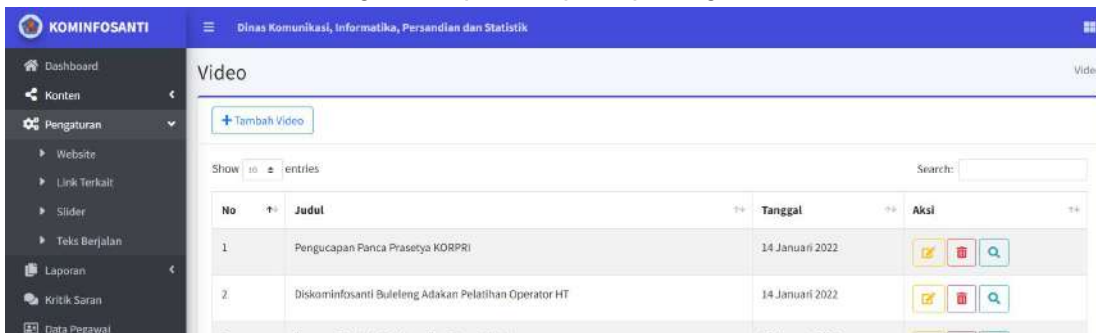 KOMINFOSANTI
Dinas Komunikasi, Informatika, Persandian dan Statistik
Dashboard
Konten
Pengaturan
Website
Link Terkait
Slider
Teks Berjalan
Laporan
Kritik Saran
Data Pegawai
Video
Vide
+ Tambah Video
Show 10 entries
Search:
No Judul Tanggal Aksi
1 Pengucapan Panca Prasetya KORPRI 14 Januari 2022
2 Diskominfosanti Buleleng Adakan Pelatihan Operator HT 14 Januari 2022